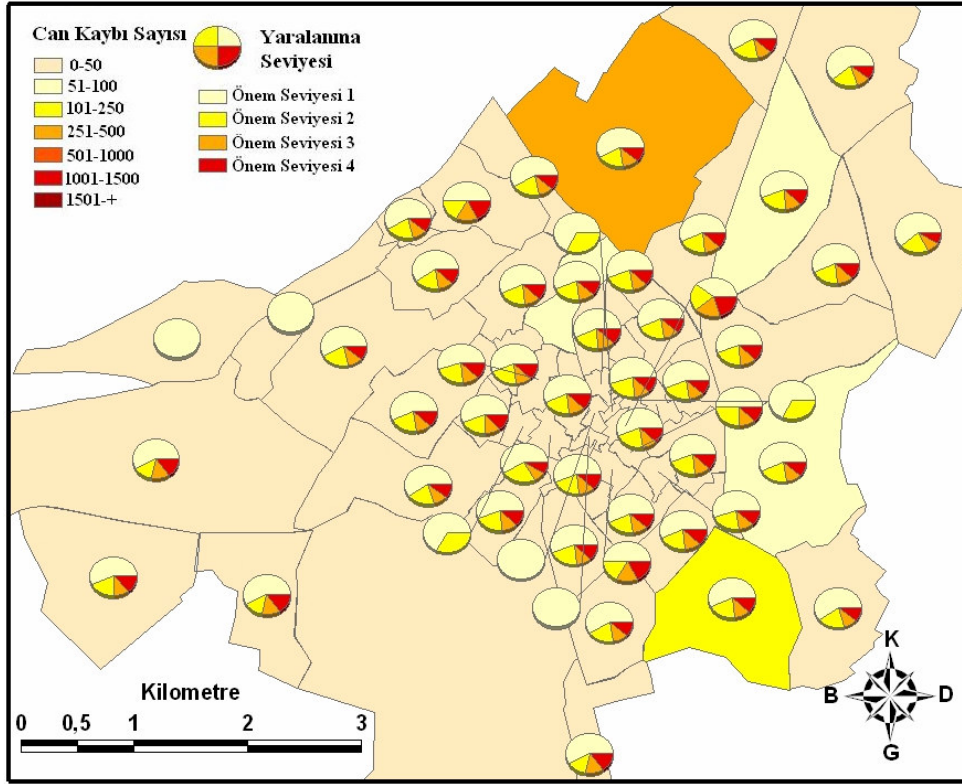 Can Kaybı Sayısı
0-50
51-100
101-250
251-500
501-1000
1001-1500
1501-+
Yaralanma
Seviyesi
Önem Seviyesi 1
Önem Seviyesi 2
Önem Seviyesi 3
Önem Seviyesi 4
Kilometre
0 0,5 1 2 3
K
B D
G